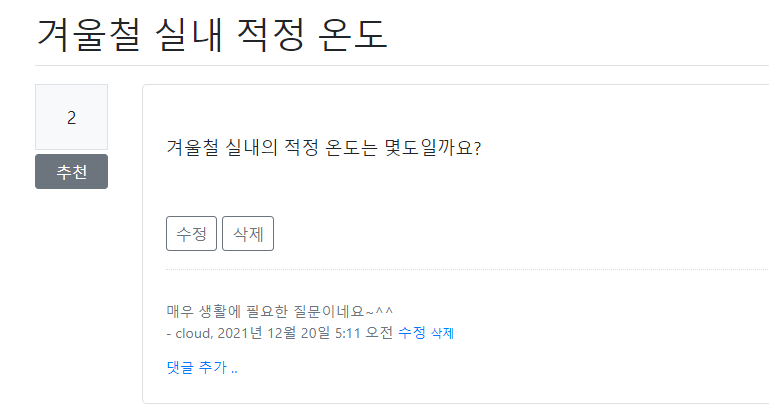 겨울철 실내 적정 온도
2
추천
겨울철 실내의 적정 온도는 몇도일까요?
수정 삭제
매우 생활에 필요한 질문이네요~^^
- cloud, 2021년 12월 20일 5:11 오전 수정 삭제
댓글 추가 ..